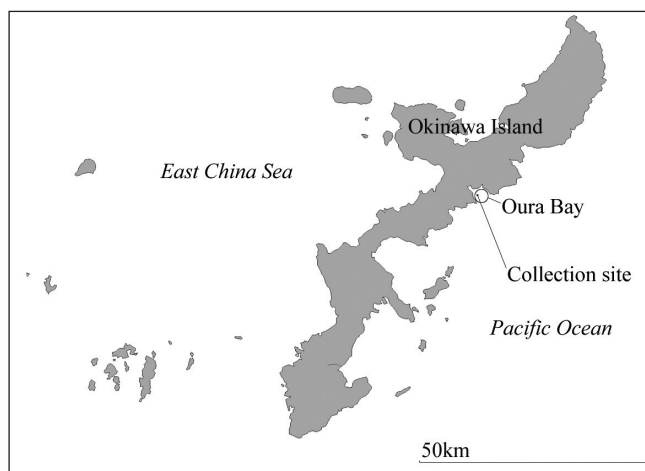 Okinawa Island
East China Sea
Oura Bay
Collection site
Pacific Ocean
50km